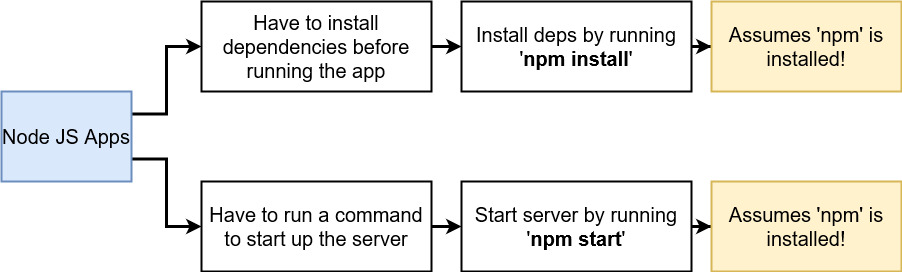 Node JS Apps
Have to install
dependencies before
running the app
Install deps by running
'npm install'
Assumes 'npm' is
installed!
Have to run a command
to start up the server
Start server by running
'npm start'
Assumes 'npm' is
installed!